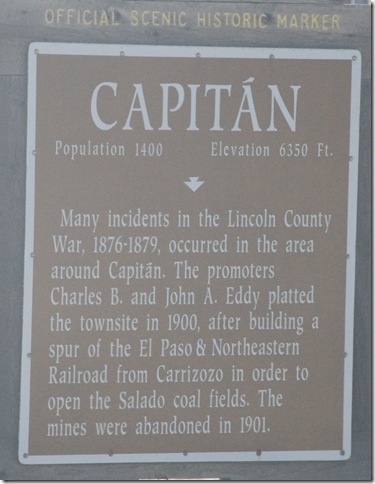 OFFICIAL SCENIC HISTORIC MARKER
CAPITÁN
Population 1400 Elevation 6350 Ft.
Many incidents in the Lincoln County
War, 1876-1879, occurred in the area
around Capitán. The promoters
Charles B. and John A. Eddy platted
the townsite in 1900, after building a
spur of the El Paso & Northeastern
Railroad from Carrizozo in order to
open the Salado coal fields. The
mines were abandoned in 1901.